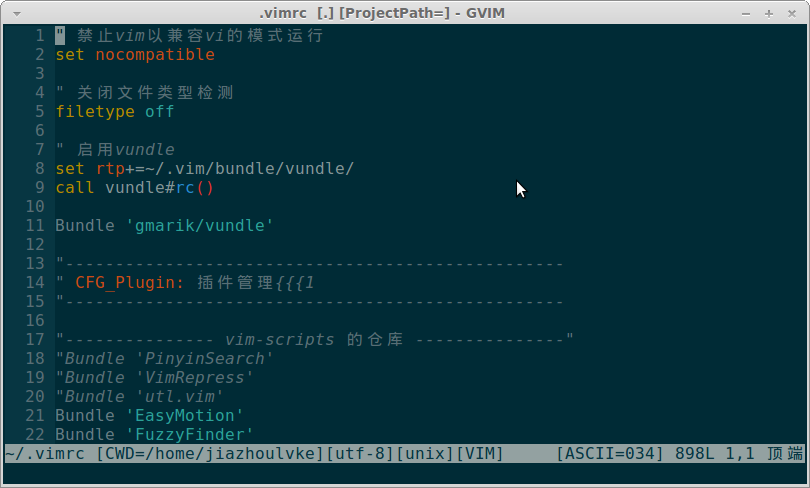 .vimrc [.] [ProjectPath=] - GVIM
1 " 禁止vim以兼容vi的模式运行
2 set nocompatible
3
4 " 关闭文件类型检测
5 filetype off
6
7 " 启用vundle
8 set rtp+=~/.vim/bundle/vundle/
9 call vundle#rc()
10
11 Bundle 'gmarik/vundle'
12
13 "--------------------------------------------------
14 " CFG_Plugin: 插件管理{{{1
15 "--------------------------------------------------
16
17 "--------------- vim-scripts 的仓库 ---------------"
18 "Bundle 'PinyinSearch'
19 "Bundle 'VimRepress'
20 "Bundle 'utl.vim'
21 Bundle 'EasyMotion'
22 Bundle 'FuzzyFinder'
~/.vimrc [CWD=/home/jiazhoulvke][utf-8][unix][VIM] [ASCII=034] 898L 1,1 顶端